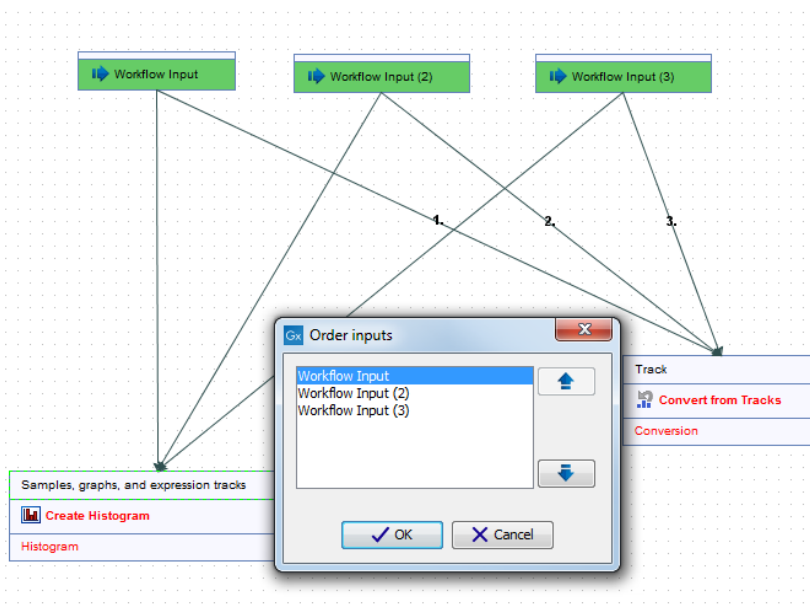 Workflow Input
Workflow Input (2)
Workflow Input (3)
1.
2.
3.
Gx Order inputs
Workflow Input
Workflow Input (2)
Workflow Input (3)
OK
Cancel
Track
Convert from Tracks
Conversion
Samples, graphs, and expression tracks
Create Histogram
Histogram